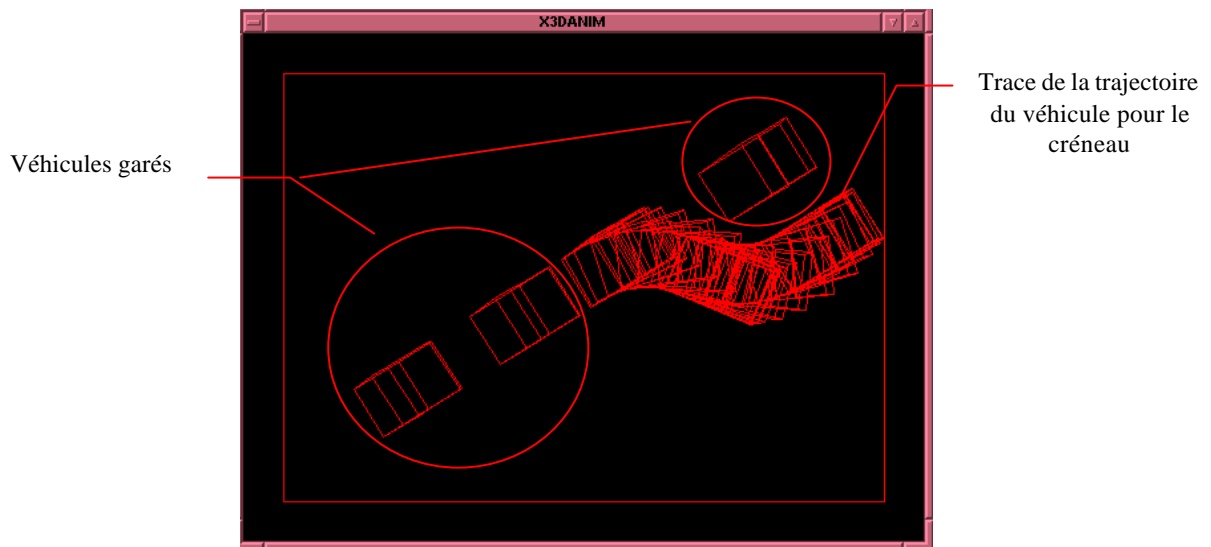 X3DANIM
Véhicules garés
Trace de la trajectoire
du véhicule pour le
créneau